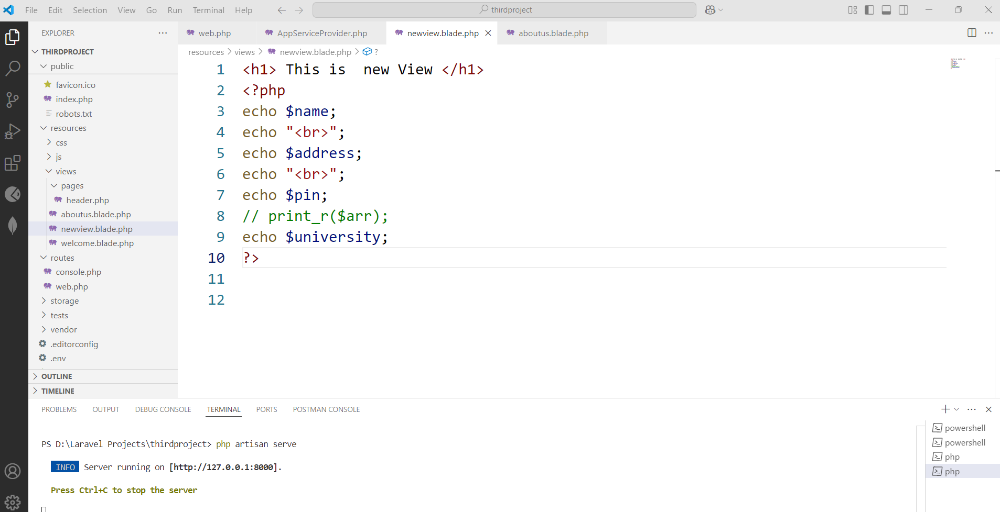 File Edit Selection View Go Run Terminal Help
thirdproject
EXPLORER
THIRDPROJECT
public
favicon.ico
index.php
robots.txt
resources
css
js
views
pages
header.php
aboutus.blade.php
newview.blade.php
welcome.blade.php
routes
console.php
web.php
storage
tests
vendor
.editorconfig
.env
OUTLINE
TIMELINE
web.php AppServiceProvider.php newview.blade.php aboutus.blade.php
resources > views > newview.blade.php > ?
1 <h1> This is  new View </h1>
2 <?php
3 echo $name;
4 echo "<br>";
5 echo $address;
6 echo "<br>";
7 echo $pin;
8 // print_r($arr);
9 echo $university;
10 ?>
11
12
PROBLEMS OUTPUT DEBUG CONSOLE TERMINAL PORTS POSTMAN CONSOLE
PS D:\Laravel Projects\thirdproject> php artisan serve
INFO Server running on [http://127.0.0.1:8000].
Press Ctrl+C to stop the server
powershell
powershell
php
php